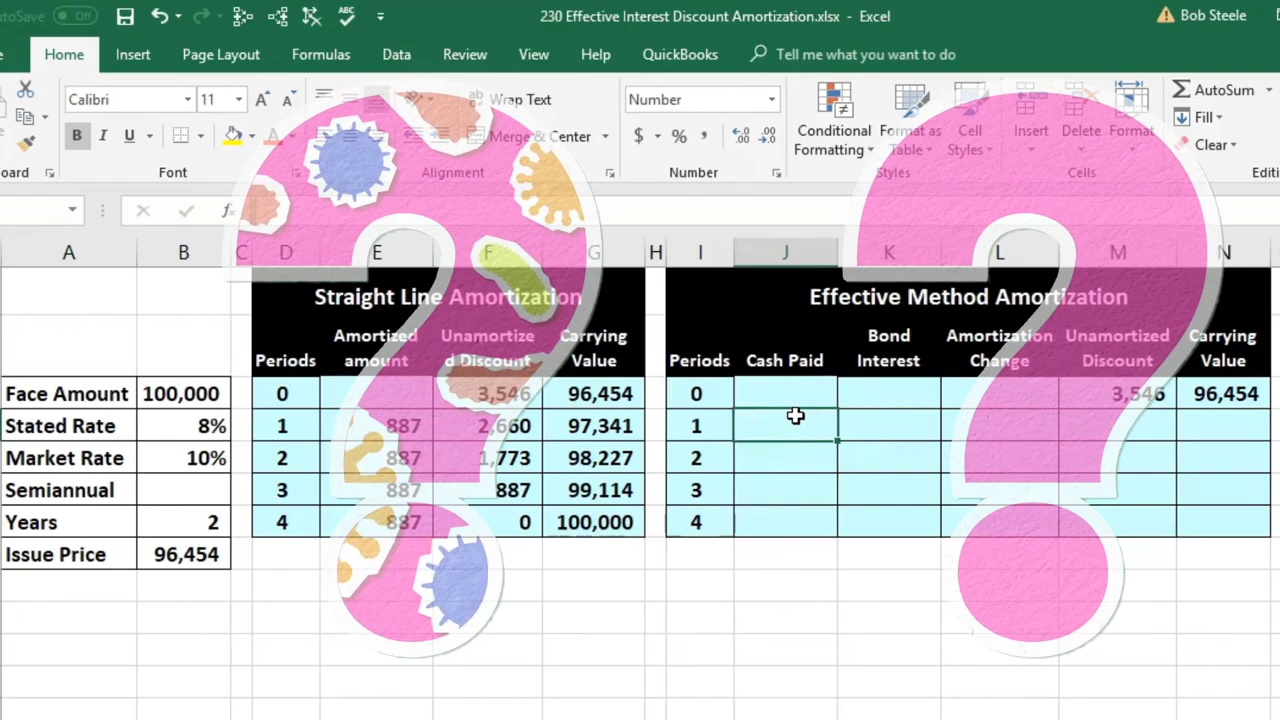 AutoSave Off 230 Effective Interest Discount Amortization.xlsx - Excel Bob Steele
Home Insert Page Layout Formulas Data Review View Help QuickBooks Tell me what you want to do
Calibri 11 A A ab Wrap Text Number Conditional Formatting Format as Table Cell Styles Insert Delete Format AutoSum
B I U A Merge & Center $ % , Fill
Clear
Font Alignment Number Styles Cells
fx
A B C D E F G H I J K L M N
Straight Line Amortization Effective Method Amortization
Amortized Unamortize Carrying Bond Amortization Unamortized Carrying
Periods amount d Discount Value Periods Cash Paid Interest Change Discount Value
Face Amount 100,000 0 3,546 96,454 0 3,546 96,454
Stated Rate 8% 1 887 2,660 97,341 1
Market Rate 10% 2 887 1,773 98,227 2
Semiannual 3 887 887 99,114 3
Years 2 4 887 0 100,000 4
Issue Price 96,454